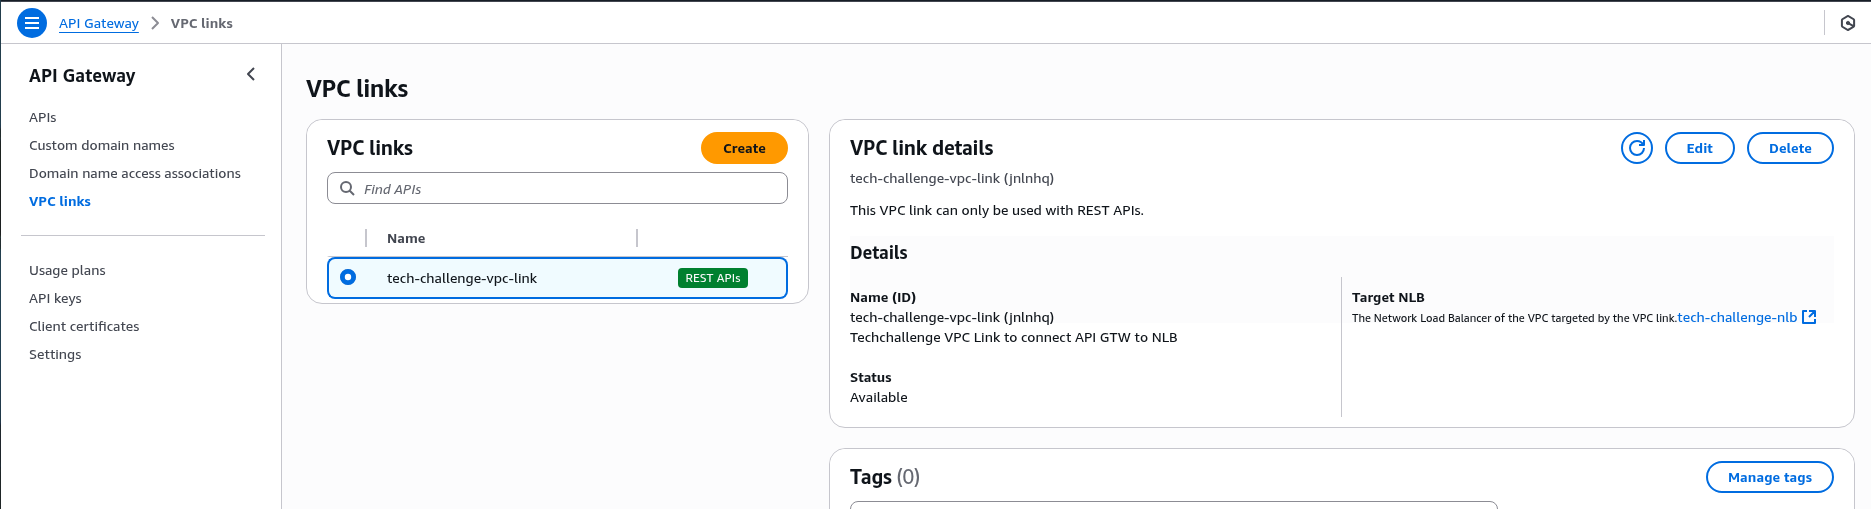 API Gateway > VPC links
API Gateway
APIs
Custom domain names
Domain name access associations
VPC links
Usage plans
API keys
Client certificates
Settings
VPC links
VPC links
Create
Find APIs
Name
tech-challenge-vpc-link REST APIs
VPC link details
Edit
Delete
tech-challenge-vpc-link (jnlnhq)
This VPC link can only be used with REST APIs.
Details
Name (ID)
tech-challenge-vpc-link (jnlnhq)
Techchallenge VPC Link to connect API GTW to NLB
Status
Available
Target NLB
The Network Load Balancer of the VPC targeted by the VPC link.tech-challenge-nlb
Tags (0)
Manage tags